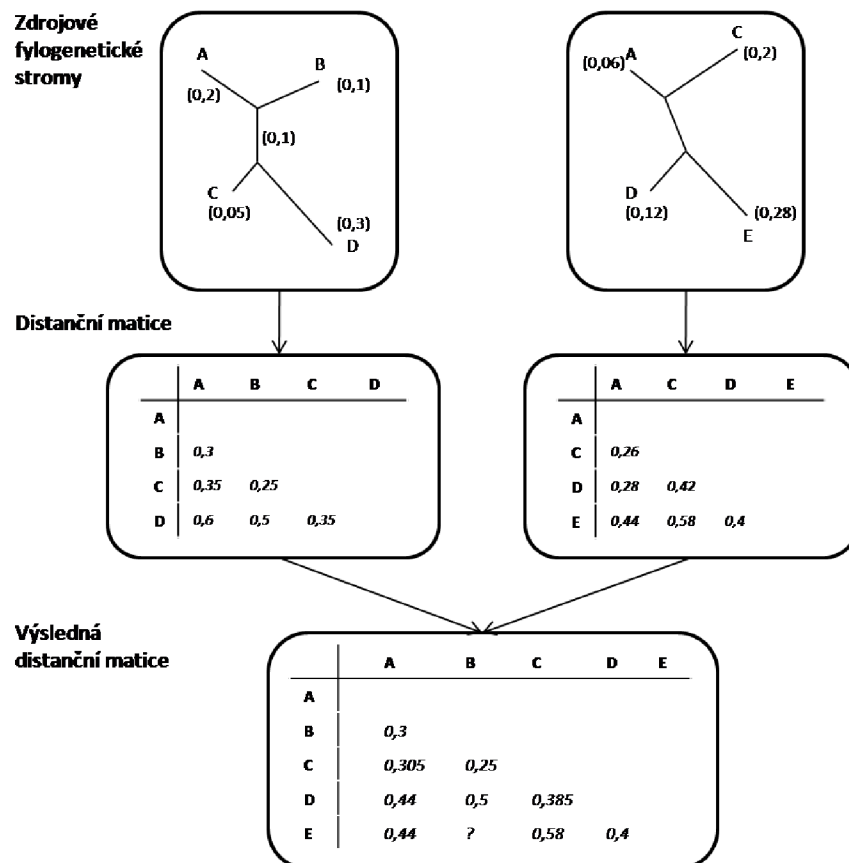 Zdrojové
fylogenetické
stromy
A
B
(0,2)
(0,1)
(0,1)
C
(0,05)
(0,3)
D
C
A
(0,06)
(0,2)
D
(0,12)
(0,28)
E
Distanční matice
A B C D
A
B 0,3
C 0,35 0,25
D 0,6 0,5 0,35
A C D E
A
C 0,26
D 0,28 0,42
E 0,44 0,58 0,4
Výsledná
distanční matice
A B C D E
A
B 0,3
C 0,305 0,25
D 0,44 0,5 0,385
E 0,44 ? 0,58 0,4